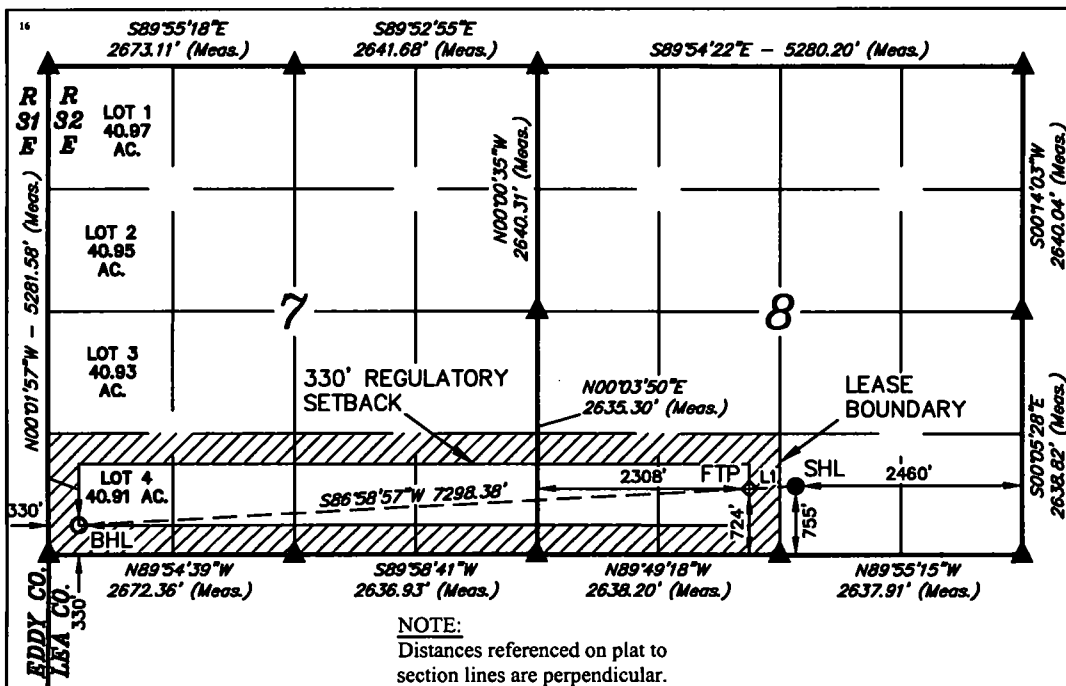 16
S89°55'18"E
2673.11' (Meas.)
S89°52'55"E
2641.68' (Meas.)
S89°54'22"E – 5280.20' (Meas.)
R R
31 32
E E
LOT 1
40.97
AC.
N00°01'57"W – 5281.58' (Meas.)
N00°00'35"W
2640.31' (Meas.)
S00°14'03"W
2640.04' (Meas.)
LOT 2
40.95
AC.
7
8
LOT 3
40.93
AC.
330' REGULATORY
SETBACK
N00°03'50"E
2635.30' (Meas.)
LEASE
BOUNDARY
S00°05'28"E
2638.82' (Meas.)
LOT 4
40.91 AC.
S86°58'57"W 7298.38'
2308'
FTP
L1
SHL
2460'
330'
BHL
724'
755'
N89°54'39"W
2672.36' (Meas.)
S89°58'41"W
2636.93' (Meas.)
N89°49'18"W
2638.20' (Meas.)
N89°55'15"W
2637.91' (Meas.)
EDDY CO.
LEA CO.
330'
NOTE:
Distances referenced on plat to
section lines are perpendicular.